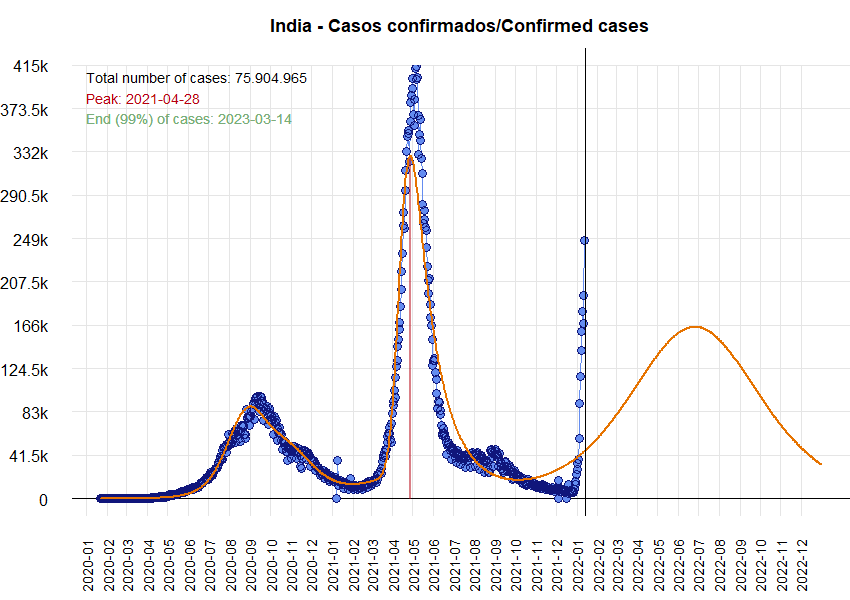 India - Casos confirmados/Confirmed cases
415k
Total number of cases: 75.904.965
Peak: 2021-04-28
373.5k
End (99%) of cases: 2023-03-14
332k
290.5k
249k
207.5k
166k
124.5k
83k
41.5k
0
2020-01
2020-02
2020-03
2020-04
2020-05
2020-06
2020-07
2020-08
2020-09
2020-10
2020-11
2020-12
2021-01
2021-02
2021-03
2021-04
2021-05
2021-06
2021-07
2021-08
2021-09
2021-10
2021-11
2021-12
2022-01
2022-02
2022-03
2022-04
2022-05
2022-06
2022-07
2022-08
2022-09
2022-10
2022-11
2022-12